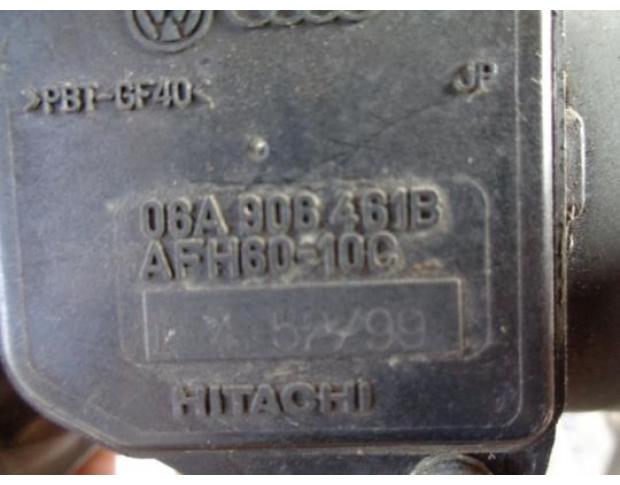 >PBT-GF40<
JP
06A 906 461B
AFH60-10C
HITACHI